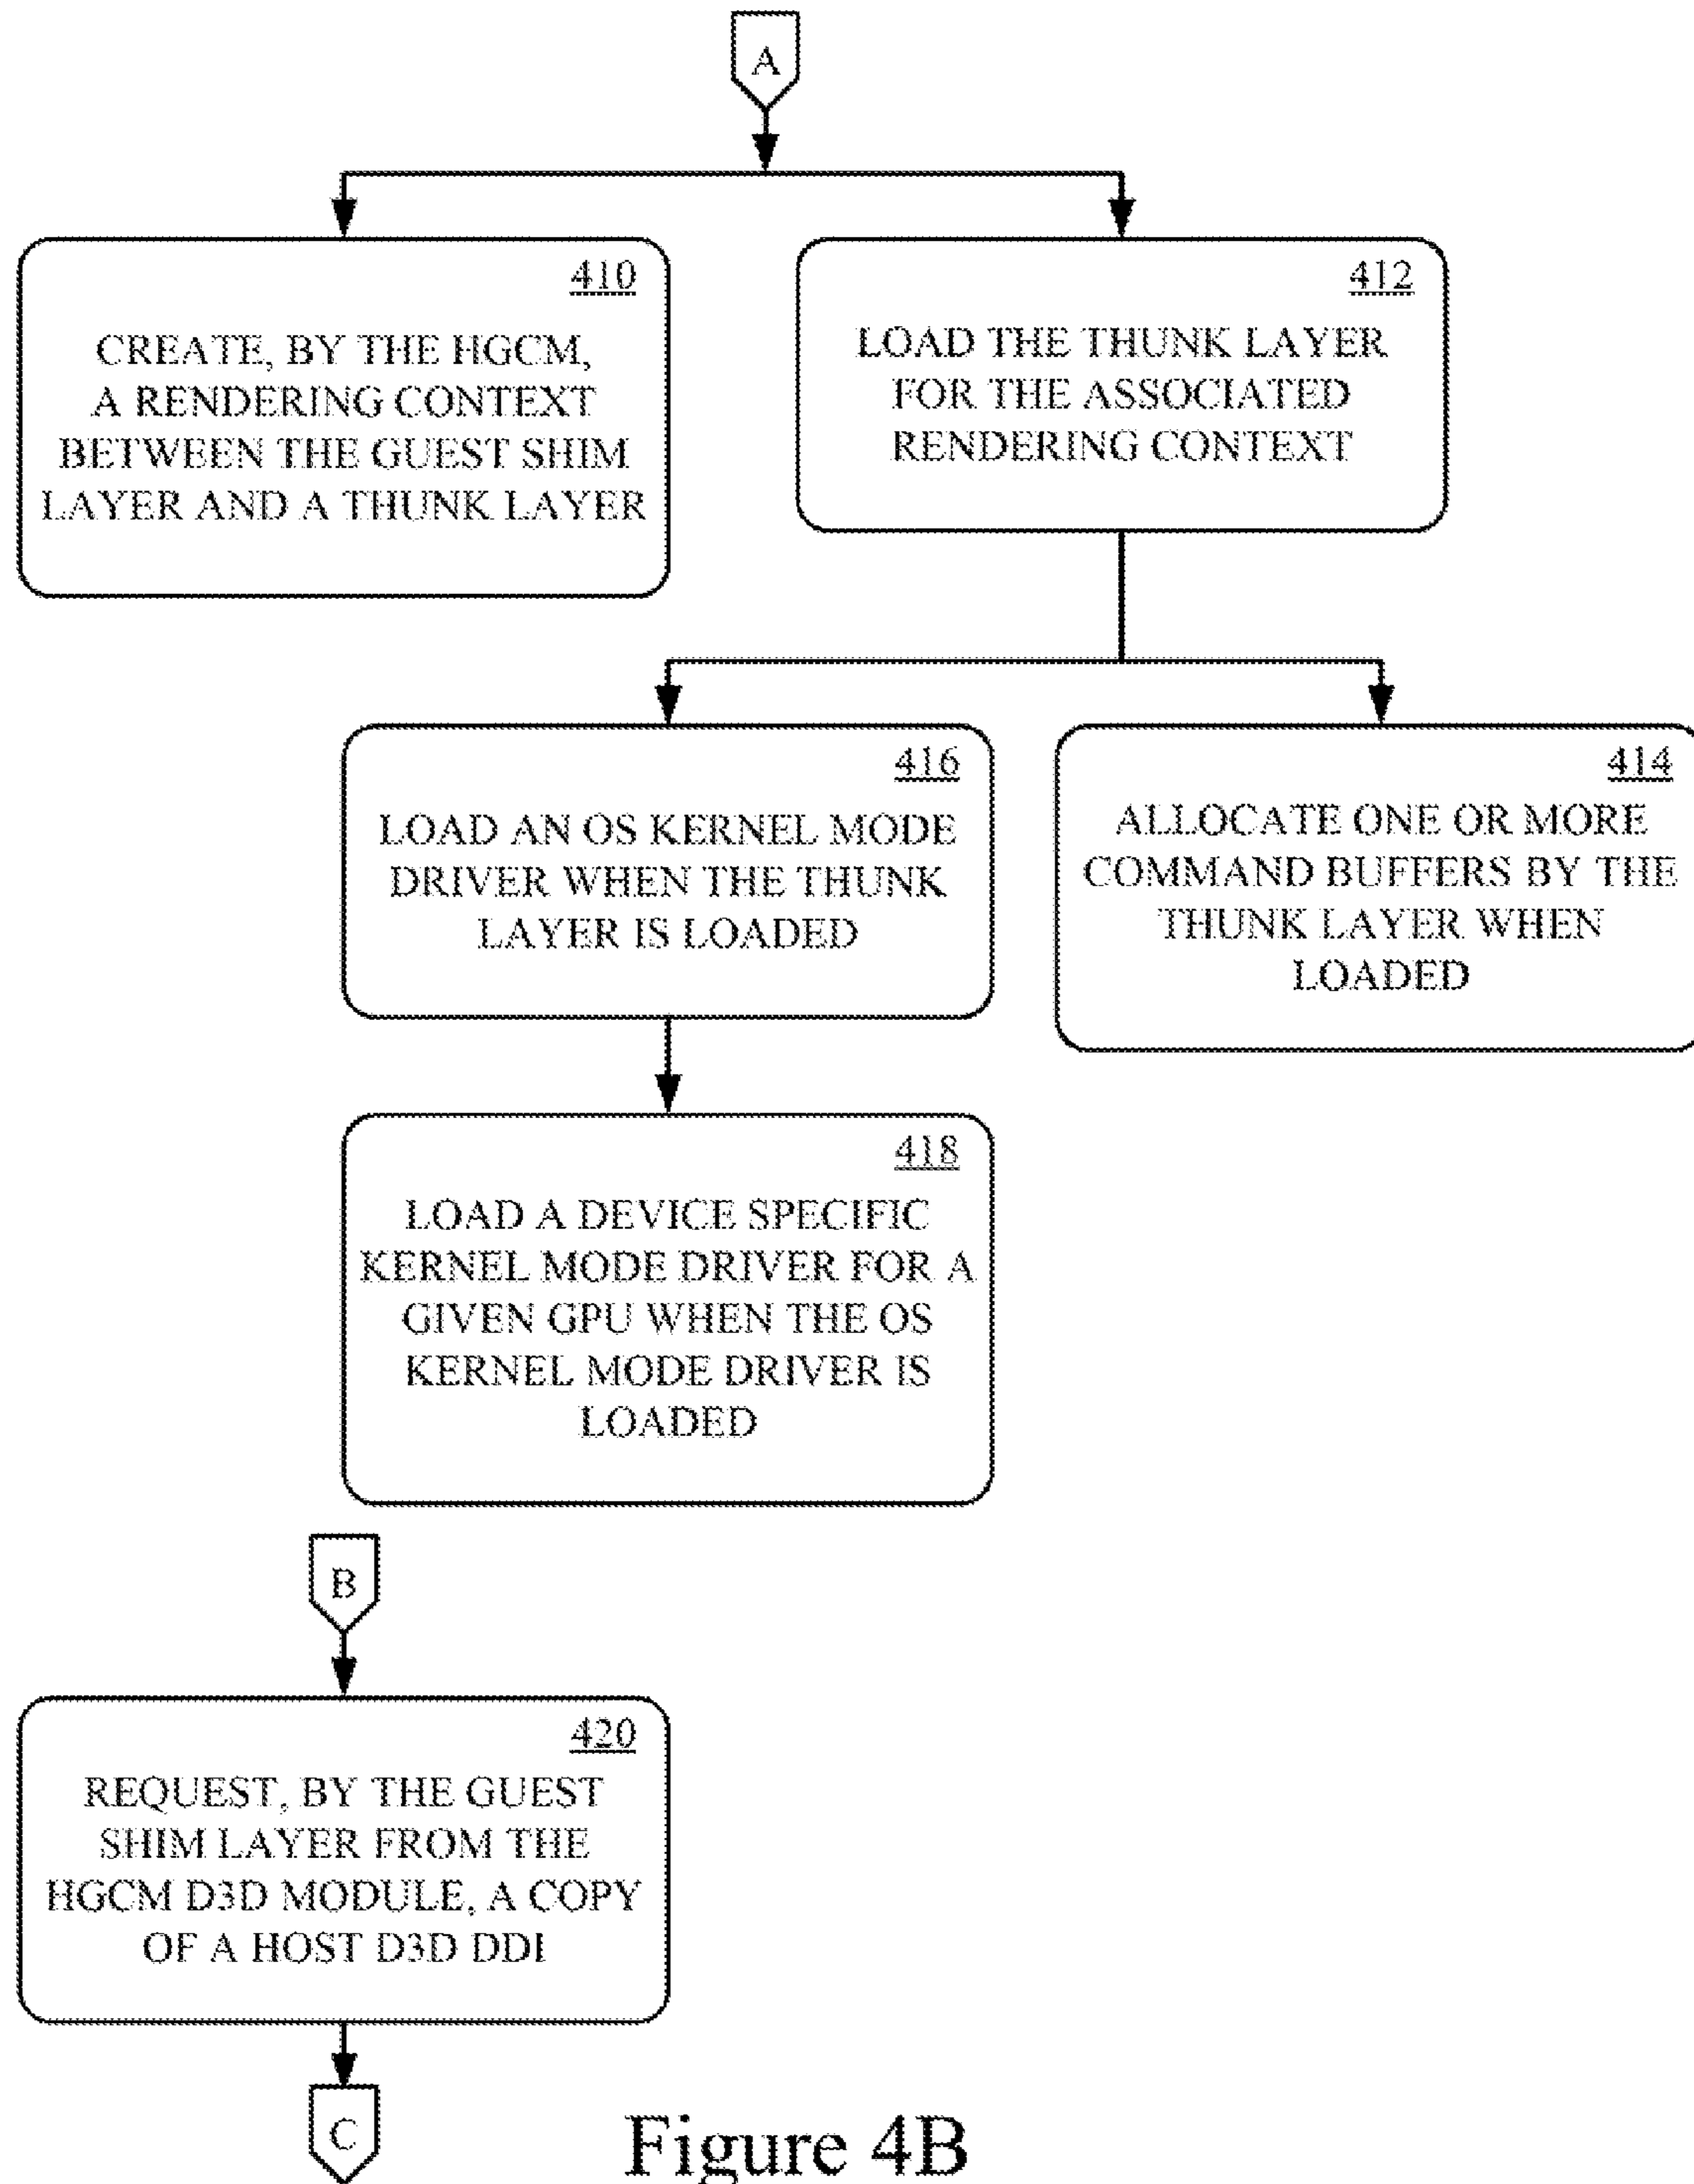 A
410
CREATE, BY THE HGCM,
A RENDERING CONTEXT
BETWEEN THE GUEST SHIM
LAYER AND A THUNK LAYER
412
LOAD THE THUNK LAYER
FOR THE ASSOCIATED
RENDERING CONTEXT
416
LOAD AN OS KERNEL MODE
DRIVER WHEN THE THUNK
LAYER IS LOADED
414
ALLOCATE ONE OR MORE
COMMAND BUFFERS BY THE
THUNK LAYER WHEN
LOADED
418
LOAD A DEVICE SPECIFIC
KERNEL MODE DRIVER FOR A
GIVEN GPU WHEN THE OS
KERNEL MODE DRIVER IS
LOADED
B
420
REQUEST, BY THE GUEST
SHIM LAYER FROM THE
HGCM D3D MODULE, A COPY
OF A HOST D3D DDI
C
Figure 4B